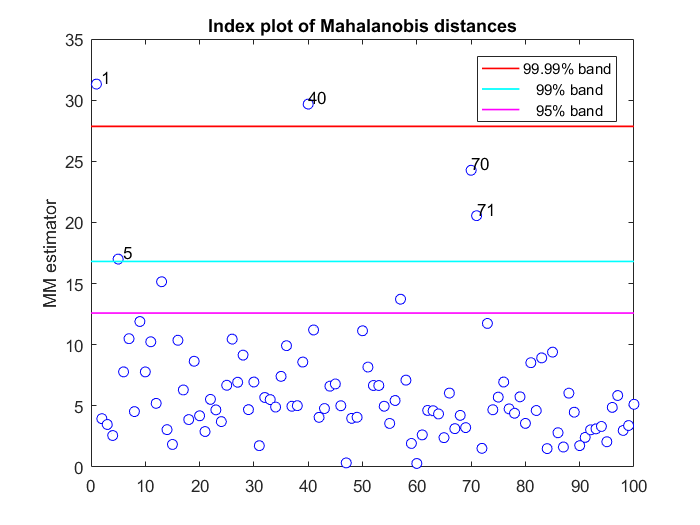 Index plot of Mahalanobis distances
35
30
25
20
15
10
5
0
MM estimator
1
40
99.99% band
99% band
95% band
70
71
5
0 10 20 30 40 50 60 70 80 90 100